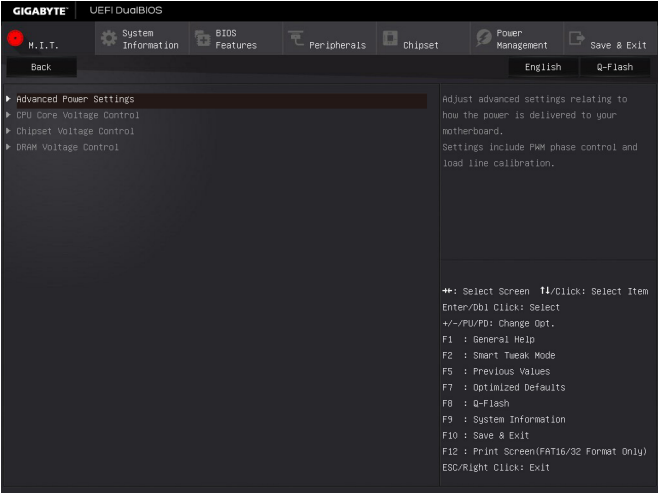 GIGABYTE™ UEFI DualBIOS
M.I.T.
System Information
BIOS Features
Peripherals
Chipset
Power Management
Save & Exit
Back
English
Q-Flash
Advanced Power Settings
CPU Core Voltage Control
Chipset Voltage Control
DRAM Voltage Control
Adjust advanced settings relating to
how the power is delivered to your
motherboard.
Settings include PWM phase control and
load line calibration.
→←: Select Screen ↑↓/Click: Select Item
Enter/Dbl Click: Select
+/-/PU/PD: Change Opt.
F1 : General Help
F2 : Smart Tweak Mode
F5 : Previous Values
F7 : Optimized Defaults
F8 : Q-Flash
F9 : System Information
F10 : Save & Exit
F12 : Print Screen(FAT16/32 Format Only)
ESC/Right Click: Exit